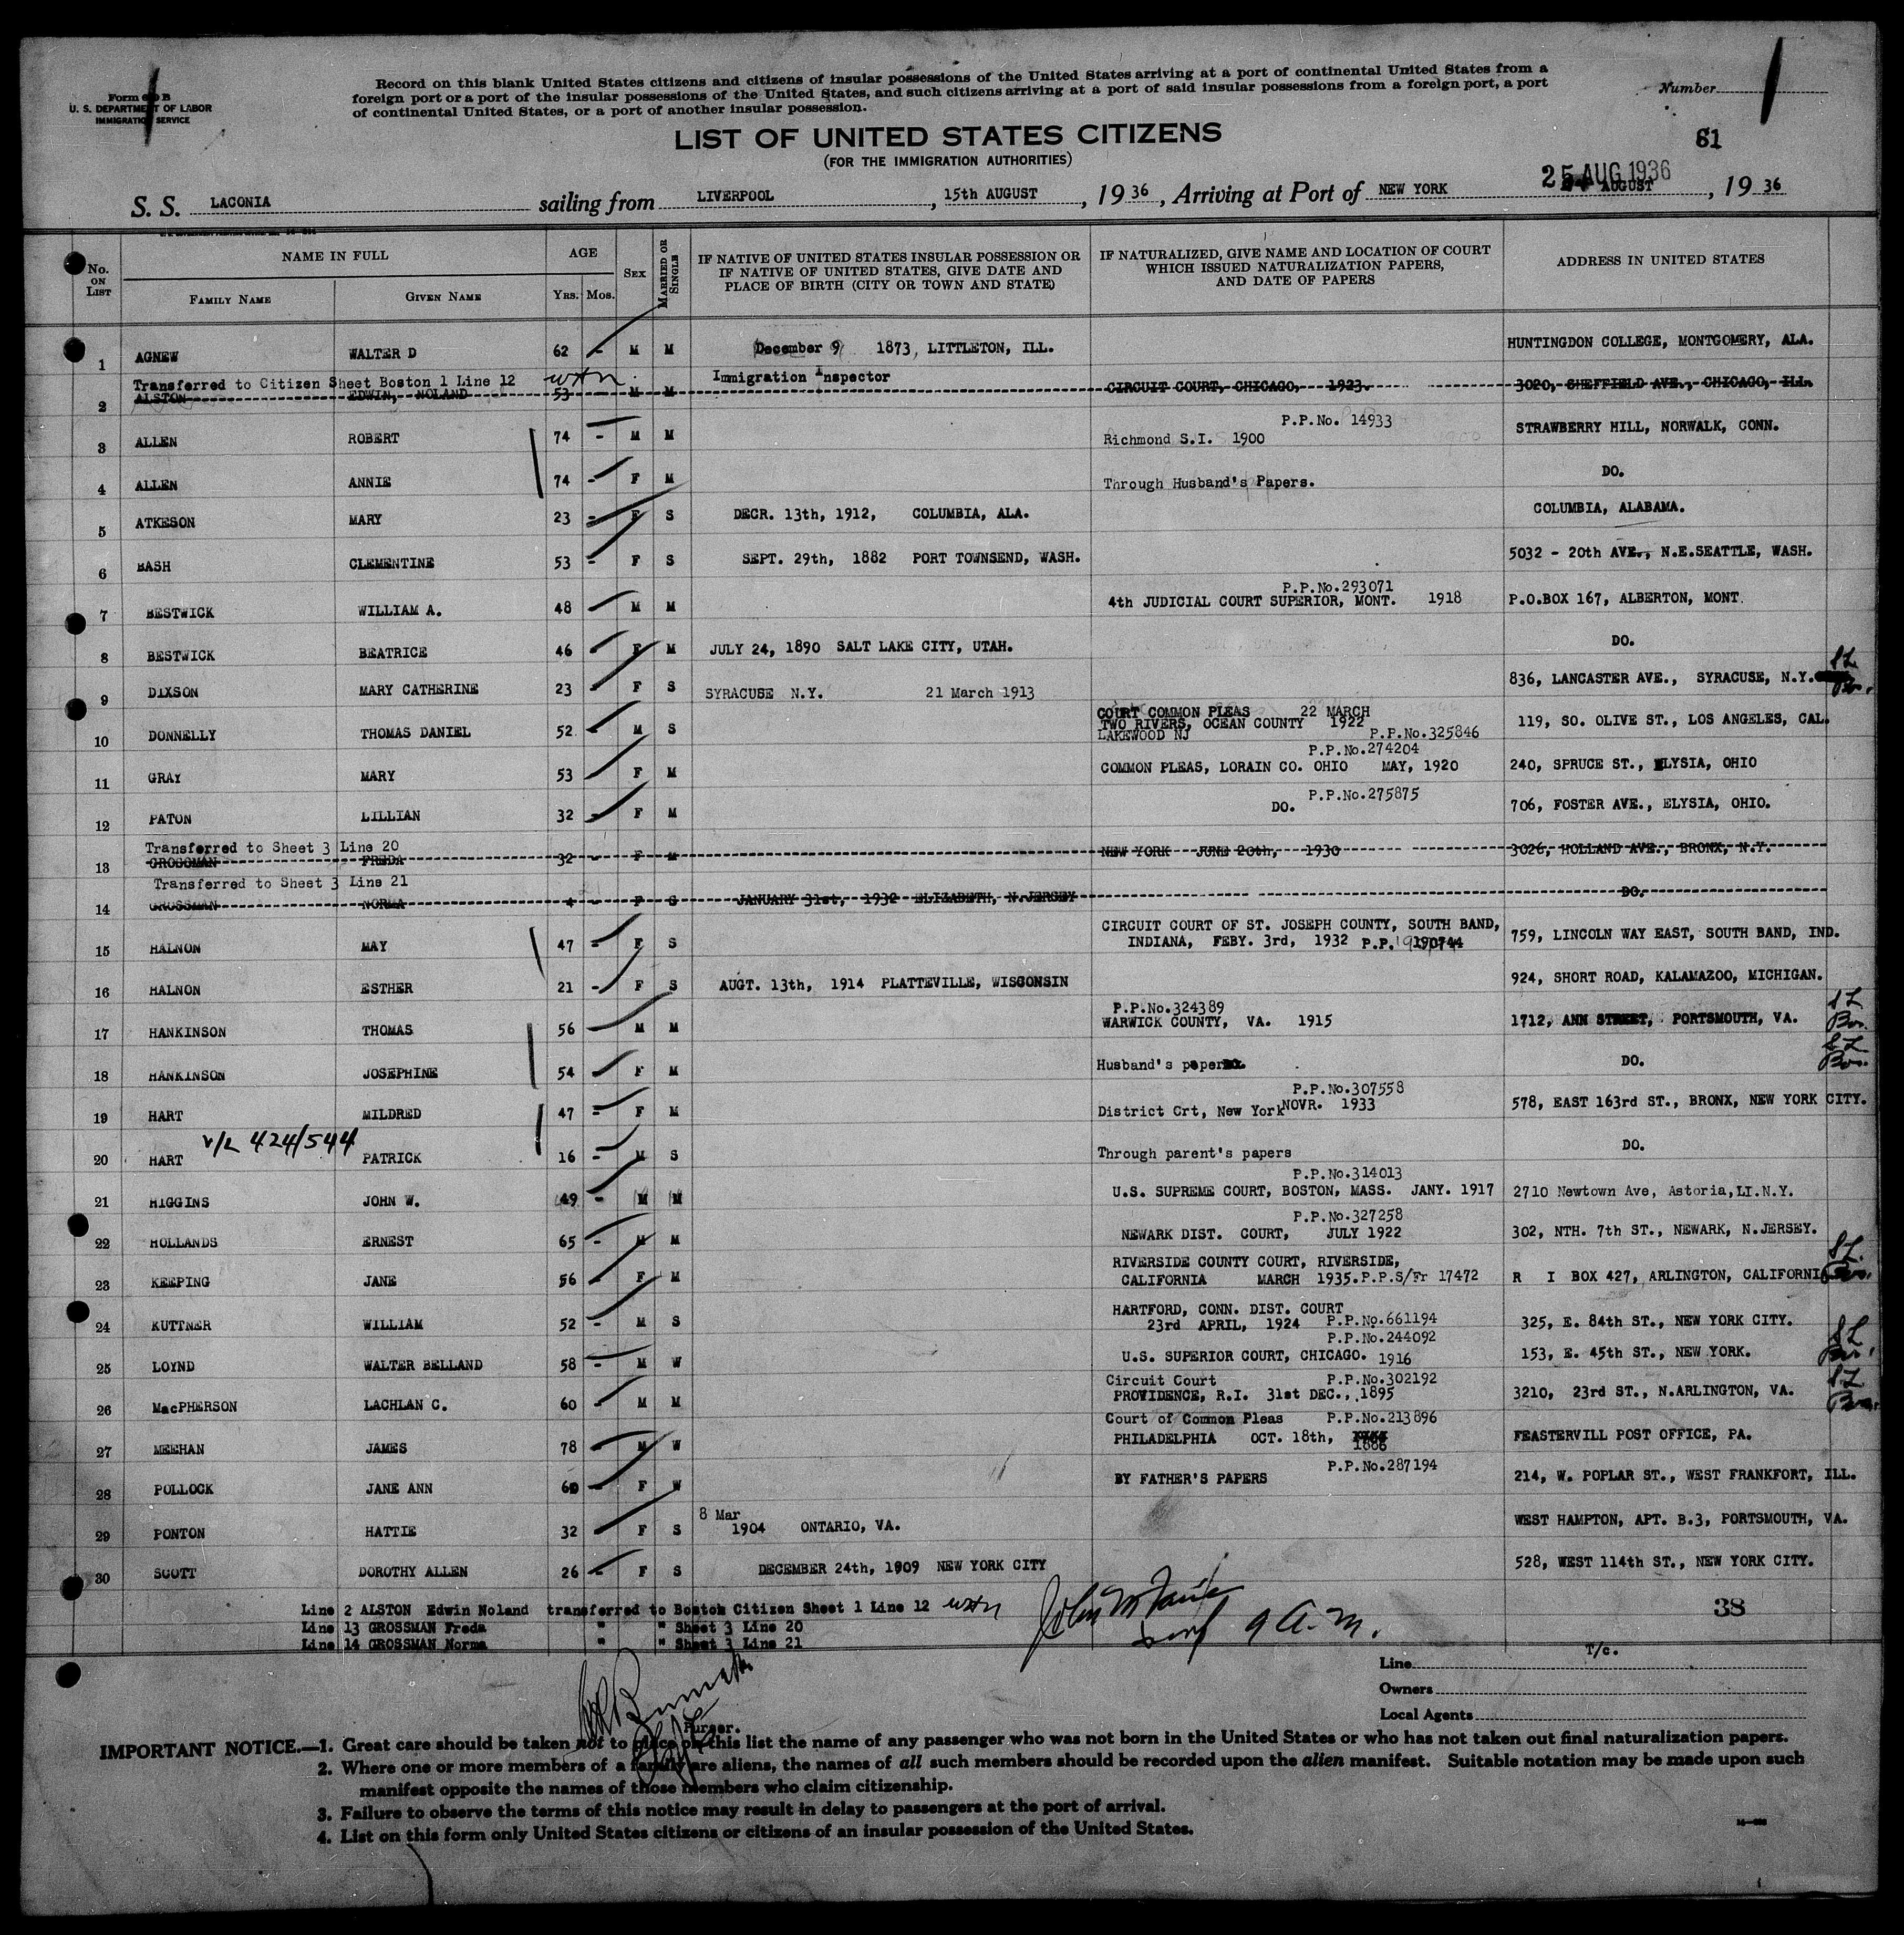 Form 630 B
U. S. DEPARTMENT OF LABOR
IMMIGRATION SERVICE
Record on this blank United States citizens and citizens of insular possessions of the United States arriving at a port of continental United States from a
foreign port or a port of the insular possessions of the United States, and such citizens arriving at a port of said insular possessions from a foreign port, a port
of continental United States, or a port of another insular possession.
Number
LIST OF UNITED STATES CITIZENS
(FOR THE IMMIGRATION AUTHORITIES)
61
S. S. LACONIA sailing from LIVERPOOL, 15th AUGUST, 1936, Arriving at Port of NEW YORK 25 AUG 1936 AUGUST, 1936
No. ON LIST NAME IN FULL FAMILY NAME GIVEN NAME AGE YRS. MOS. SEX MARRIED OR SINGLE IF NATIVE OF UNITED STATES INSULAR POSSESSION OR IF NATIVE OF UNITED STATES, GIVE DATE AND PLACE OF BIRTH (CITY OR TOWN AND STATE) IF NATURALIZED, GIVE NAME AND LOCATION OF COURT WHICH ISSUED NATURALIZATION PAPERS, AND DATE OF PAPERS ADDRESS IN UNITED STATES
1 AGNEW WALTER D 62 - M M December 9 1873, LITTLETON, ILL. HUNTINGDON COLLEGE, MONTGOMERY, ALA.
Transferred to Citizen Sheet Boston 1 Line 12 Immigration Inspector
2 ALSTON EDWIN, NOLAND 53 - M M CIRCUIT COURT, CHICAGO, 1923. 3020, SHEFFIELD AVE., CHICAGO, ILL.
P.P.No. 14933
3 ALLEN ROBERT 74 - M M Richmond S.I. 1900 STRAWBERRY HILL, NORWALK, CONN.
4 ALLEN ANNIE 74 - F M Through Husband's Papers. DO.
5 ATKESON MARY 23 - F S DECR. 13th, 1912, COLUMBIA, ALA. COLUMBIA, ALABAMA.
6 BASH CLEMENTINE 53 - F S SEPT. 29th, 1882 PORT TOWNSEND, WASH. 5032 - 20th AVE., N.E.SEATTLE, WASH.
P.P.No.293071
7 BESTWICK WILLIAM A. 48 - M M 4th JUDICIAL COURT SUPERIOR, MONT. 1918 P.O.BOX 167, ALBERTON, MONT.
8 BESTWICK BEATRICE 46 - F M JULY 24, 1890 SALT LAKE CITY, UTAH. DO.
9 DIXSON MARY CATHERINE 23 - F S SYRACUSE N.Y. 21 March 1913 836, LANCASTER AVE., SYRACUSE, N.Y.
COURT COMMON PLEAS 22 MARCH
TWO RIVERS, OCEAN COUNTY 1922
10 DONNELLY THOMAS DANIEL 52 - M S LAKEWOOD NJ P.P.No.325846 119, SO. OLIVE ST., LOS ANGELES, CAL.
P.P.No.274204
11 GRAY MARY 53 - F M COMMON PLEAS, LORAIN CO. OHIO MAY, 1920 240, SPRUCE ST., ELYSIA, OHIO
P.P.No.275875
12 PATON LILLIAN 32 - F M DO. 706, FOSTER AVE., ELYSIA, OHIO.
Transferred to Sheet 3 Line 20
13 GROSSMAN FREDA 32 - F M NEW YORK JUNE 20th, 1930 3026, HOLLAND AVE., BRONX, N.Y.
Transferred to Sheet 3 Line 21
14 GROSSMAN NORMA 4 - F S JANUARY 31st, 1932 ELIZABETH, N.JERSEY DO.
CIRCUIT COURT OF ST. JOSEPH COUNTY, SOUTH BAND,
15 HALNON MAY 47 - F S INDIANA, FEBY. 3rd, 1932 P.P. 190744 759, LINCOLN WAY EAST, SOUTH BAND, IND.
16 HALNON ESTHER 21 - F S AUGT. 13th, 1914 PLATTEVILLE, WISCONSIN 924, SHORT ROAD, KALAMAZOO, MICHIGAN.
P.P.No.324389
17 HANKINSON THOMAS 56 - M M WARWICK COUNTY, VA. 1915 1712, ANN STREET, PORTSMOUTH, VA.
18 HANKINSON JOSEPHINE 54 - F M Husband's papers DO.
P.P.No.307558
19 HART MILDRED 47 - F M District Crt, New York NOVR. 1933 578, EAST 163rd ST., BRONX, NEW YORK CITY.
v/L 424/544
20 HART PATRICK 16 - M S Through parent's papers DO.
P.P.No.314013
21 HIGGINS JOHN W. 49 - M M U.S. SUPREME COURT, BOSTON, MASS. JANY. 1917 2710 Newtown Ave, Astoria,LI.N.Y.
P.P.No.327258
22 HOLLANDS ERNEST 65 - M M NEWARK DIST. COURT, JULY 1922 302, NTH. 7th ST., NEWARK, N.JERSEY.
RIVERSIDE COUNTY COURT, RIVERSIDE,
23 KEEPING JANE 56 - F M CALIFORNIA MARCH 1935.P.P.S/Fr 17472 R I BOX 427, ARLINGTON, CALIFORNIA
HARTFORD, CONN. DIST. COURT
24 KUTTNER WILLIAM 52 - M S 23rd APRIL, 1924 P.P.No.661194 325, E. 84th ST., NEW YORK CITY.
P.P.No.244092
25 LOYND WALTER BELLAND 58 - M W U.S. SUPERIOR COURT, CHICAGO. 1916 153, E. 45th ST., NEW YORK.
Circuit Court P.P.No.302192
26 MacPHERSON LACHLAN C. 60 - M M PROVIDENCE, R.I. 31st DEC., 1895 3210, 23rd ST., N.ARLINGTON, VA.
Court of Common Pleas P.P.No.213896
27 MEEHAN JAMES 78 - M W PHILADELPHIA OCT. 18th, 1886 FEASTERVILL POST OFFICE, PA.
P.P.No.287194
28 POLLOCK JANE ANN 60 - F W BY FATHER'S PAPERS 214, W. POPLAR ST., WEST FRANKFORT, ILL.
8 Mar
29 PONTON HATTIE 32 - F S 1904 ONTARIO, VA. WEST HAMPTON, APT. B.3, PORTSMOUTH, VA.
30 SCOTT DOROTHY ALLEN 26 - F S DECEMBER 24th, 1909 NEW YORK CITY 528, WEST 114th ST., NEW YORK CITY.
Line 2 ALSTON Edwin Noland transferred to Boston Citizen Sheet 1 Line 12
Line 13 GROSSMAN Freda " " Sheet 3 Line 20
Line 14 GROSSMAN Norma " " Sheet 3 Line 21
9 A.M.
38
T/c.
Line
Owners
Local Agents
Purser.
IMPORTANT NOTICE.—1. Great care should be taken not to place on this list the name of any passenger who was not born in the United States or who has not taken out final naturalization papers.
2. Where one or more members of a family are aliens, the names of all such members should be recorded upon the alien manifest. Suitable notation may be made upon such
manifest opposite the names of those members who claim citizenship.
3. Failure to observe the terms of this notice may result in delay to passengers at the port of arrival.
4. List on this form only United States citizens or citizens of an insular possession of the United States.